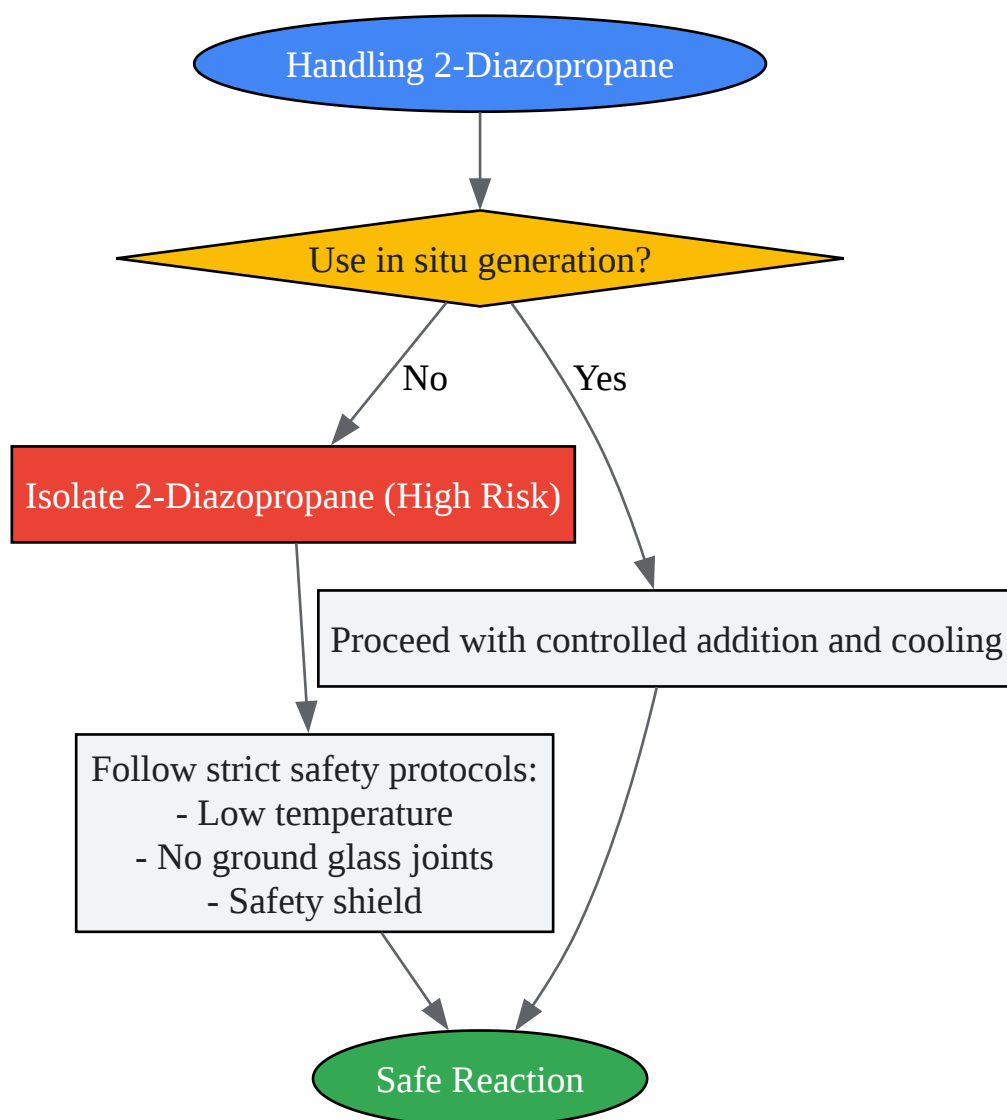 Handling 2-Diazopropane
Use in situ generation?
No
Yes
Isolate 2-Diazopropane (High Risk)
Proceed with controlled addition and cooling
Follow strict safety protocols:
- Low temperature
- No ground glass joints
- Safety shield
Safe Reaction